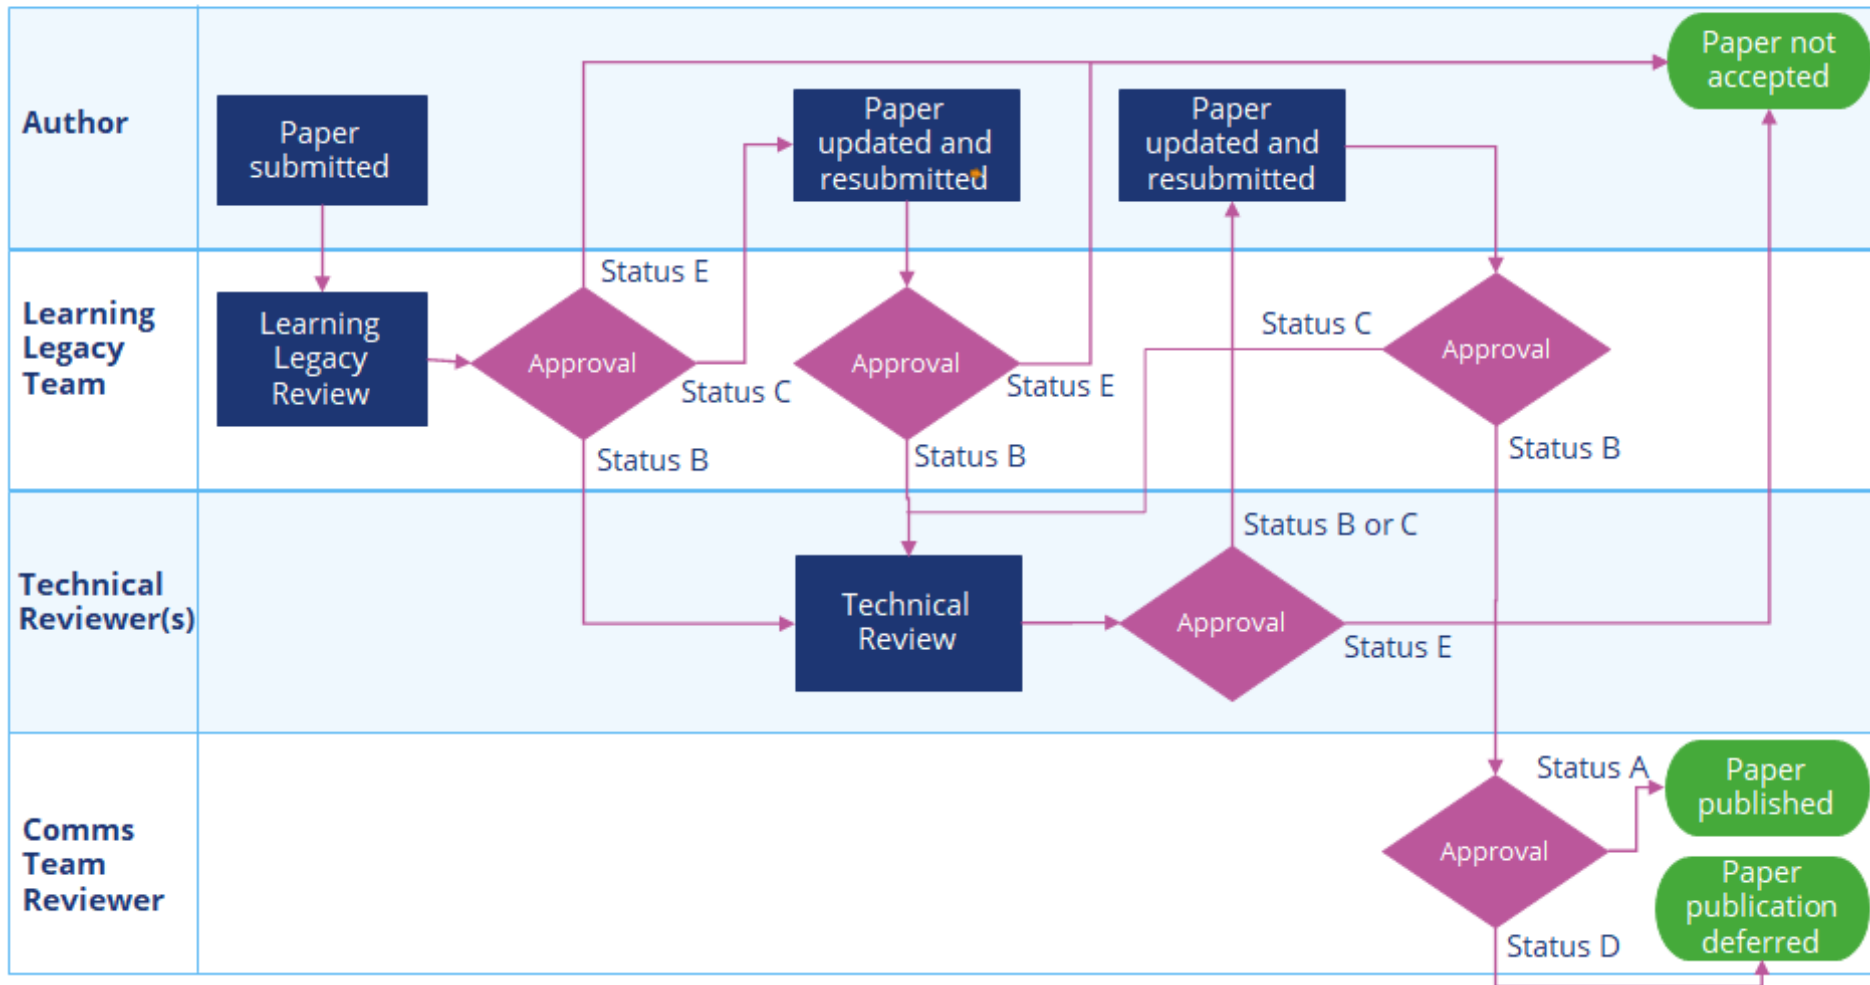 Author
Paper
submitted
Paper
updated and
resubmitted
Paper
updated and
resubmitted
Paper not
accepted
Learning
Legacy
Team
Learning
Legacy
Review
Approval
Status E
Status C
Status B
Approval
Status E
Status B
Status C
Approval
Status B
Technical
Reviewer(s)
Technical
Review
Status B or C
Approval
Status E
Comms
Team
Reviewer
Approval
Status A
Paper
published
Status D
Paper
publication
deferred